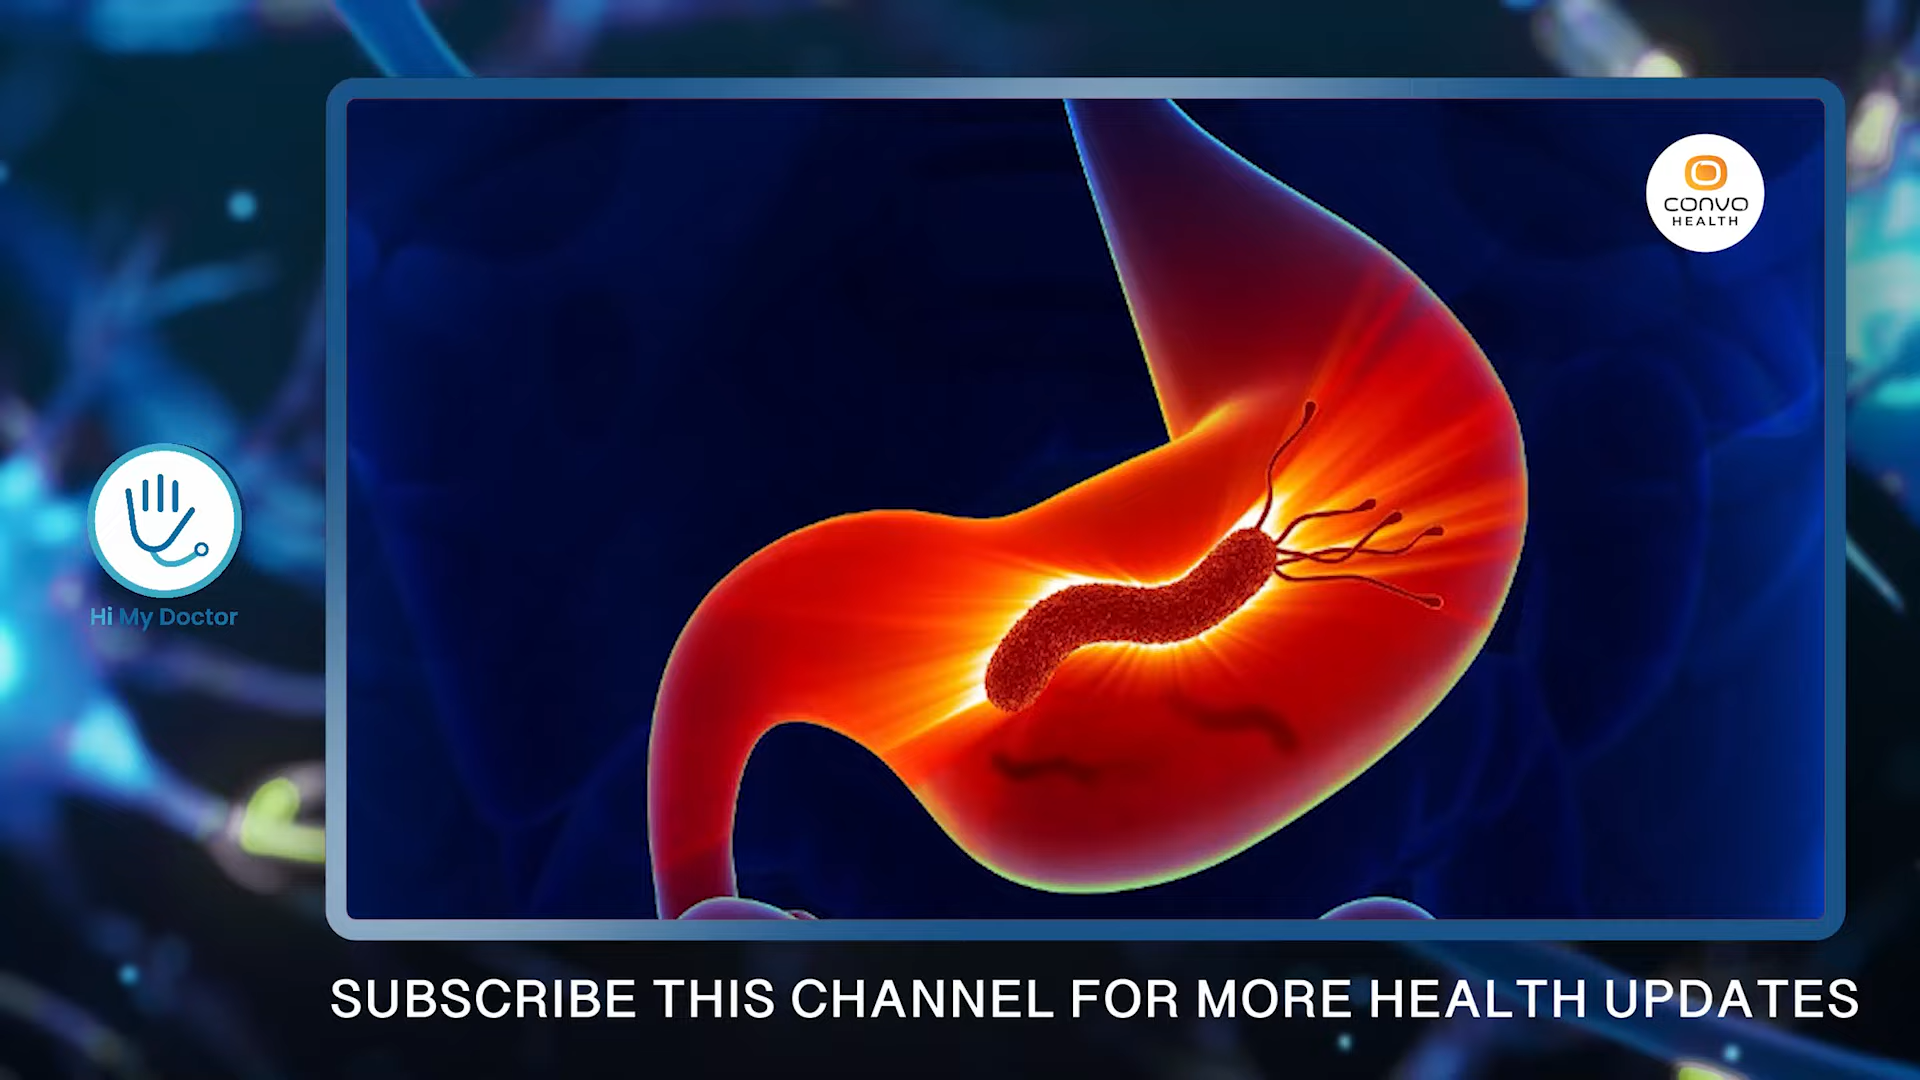 CONVO
HEALTH
Hi My Doctor
SUBSCRIBE THIS CHANNEL FOR MORE HEALTH UPDATES